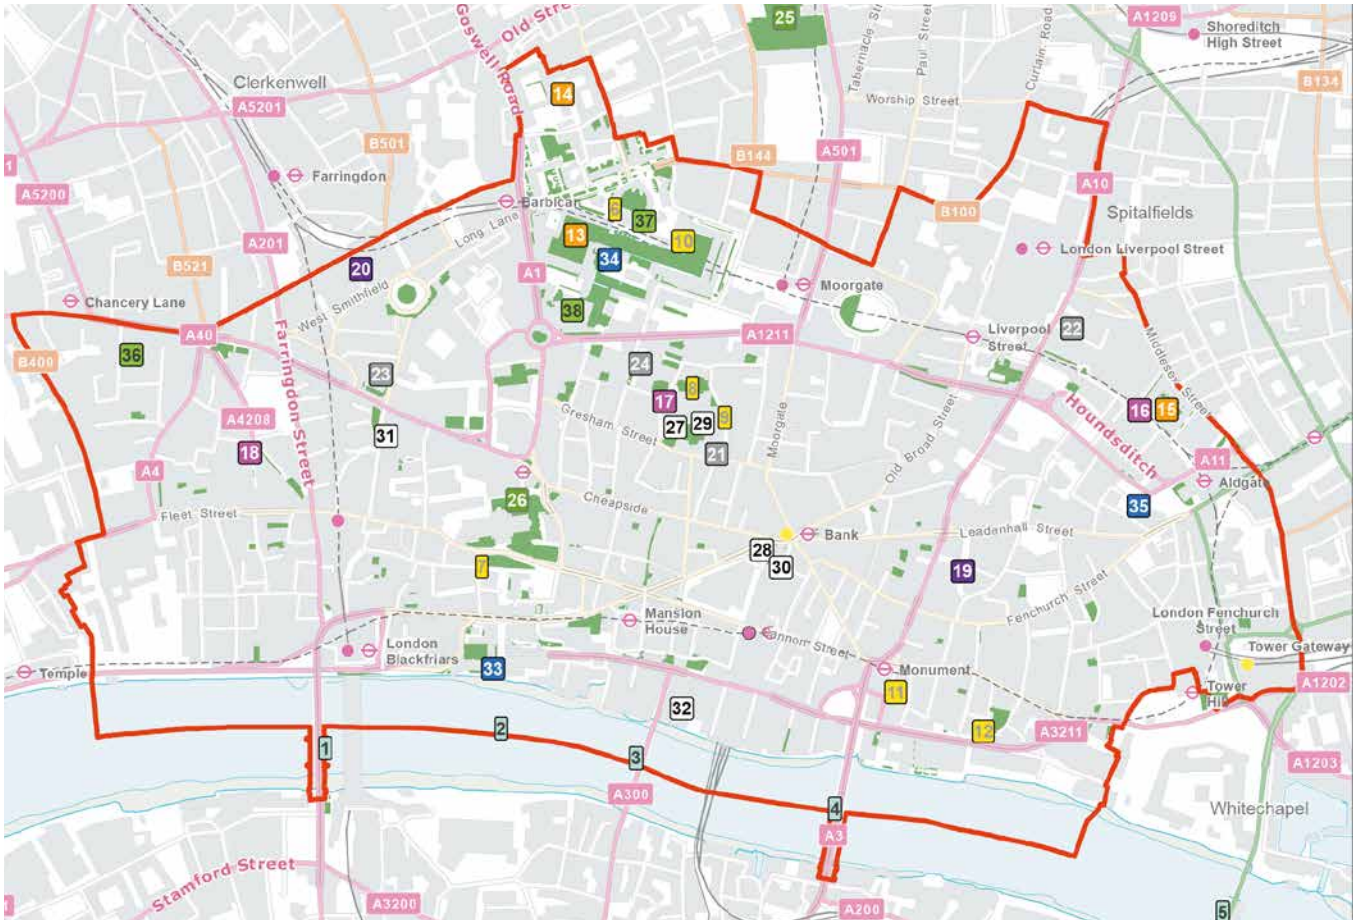 A1209
25
Shoreditch
High Street
Goswell Road
Old Street
Tabernacle Str
Paul Street
Curtain Road
Clerkenwell
14
B134
A5201
Worship Street
B501
A501
B144
Farringdon
A5200
A10
Barbican
6
B100
Spitalfields
37
Long Lane
13
10
A201
London Liverpool Street
34
B521
20
A1
Moorgate
Chancery Lane
West Smithfield
38
22
A40
A1211
Liverpool
Street
Middlesex Street
36
B400
24
23
8
17
16
15
Houndsditch
A4208
Farringdon Street
Gresham Street
9
27
29
31
Moorgate
Old Broad Street
18
21
A11
A4
Aldgate
26
Cheapside
35
Fleet Street
Bank
Leadenhall Street
28
7
30
19
Fenchurch Street
Mansion
House
London Fenchurch
Street
Cannon Street
London
Blackfriars
Tower Gateway
Temple
33
Monument
A1202
11
Tower
Hill
32
2
12
A3211
1
3
A1203
A300
4
Whitechapel
A3
Stamford Street
A3200
A200
5